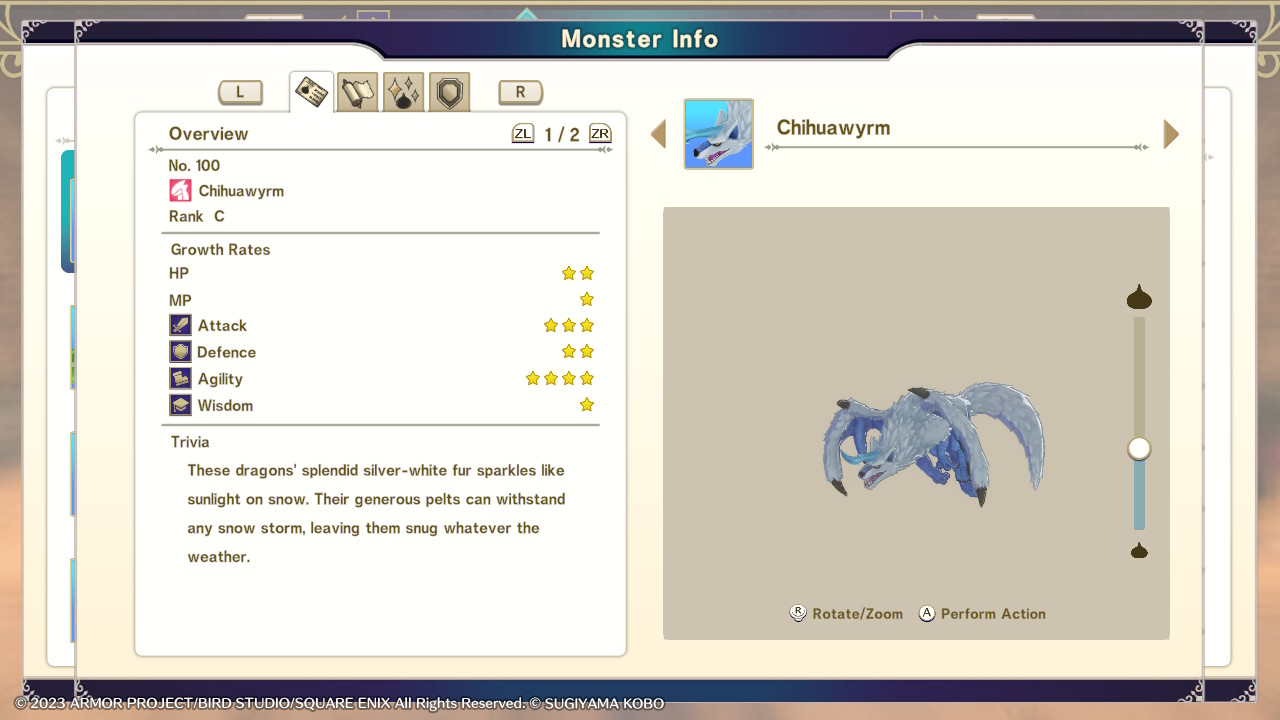 Monster Info
L
R
Overview
ZL 1 / 2 ZR
No. 100
Chihuawyrm
Rank C
Growth Rates
HP
MP
Attack
Defence
Agility
Wisdom
Trivia
These dragons' splendid silver-white fur sparkles like
sunlight on snow. Their generous pelts can withstand
any snow storm, leaving them snug whatever the
weather.
Chihuawyrm
R Rotate/Zoom A Perform Action
© 2023 ARMOR PROJECT/BIRD STUDIO/SQUARE ENIX All Rights Reserved. © SUGIYAMA KOBO